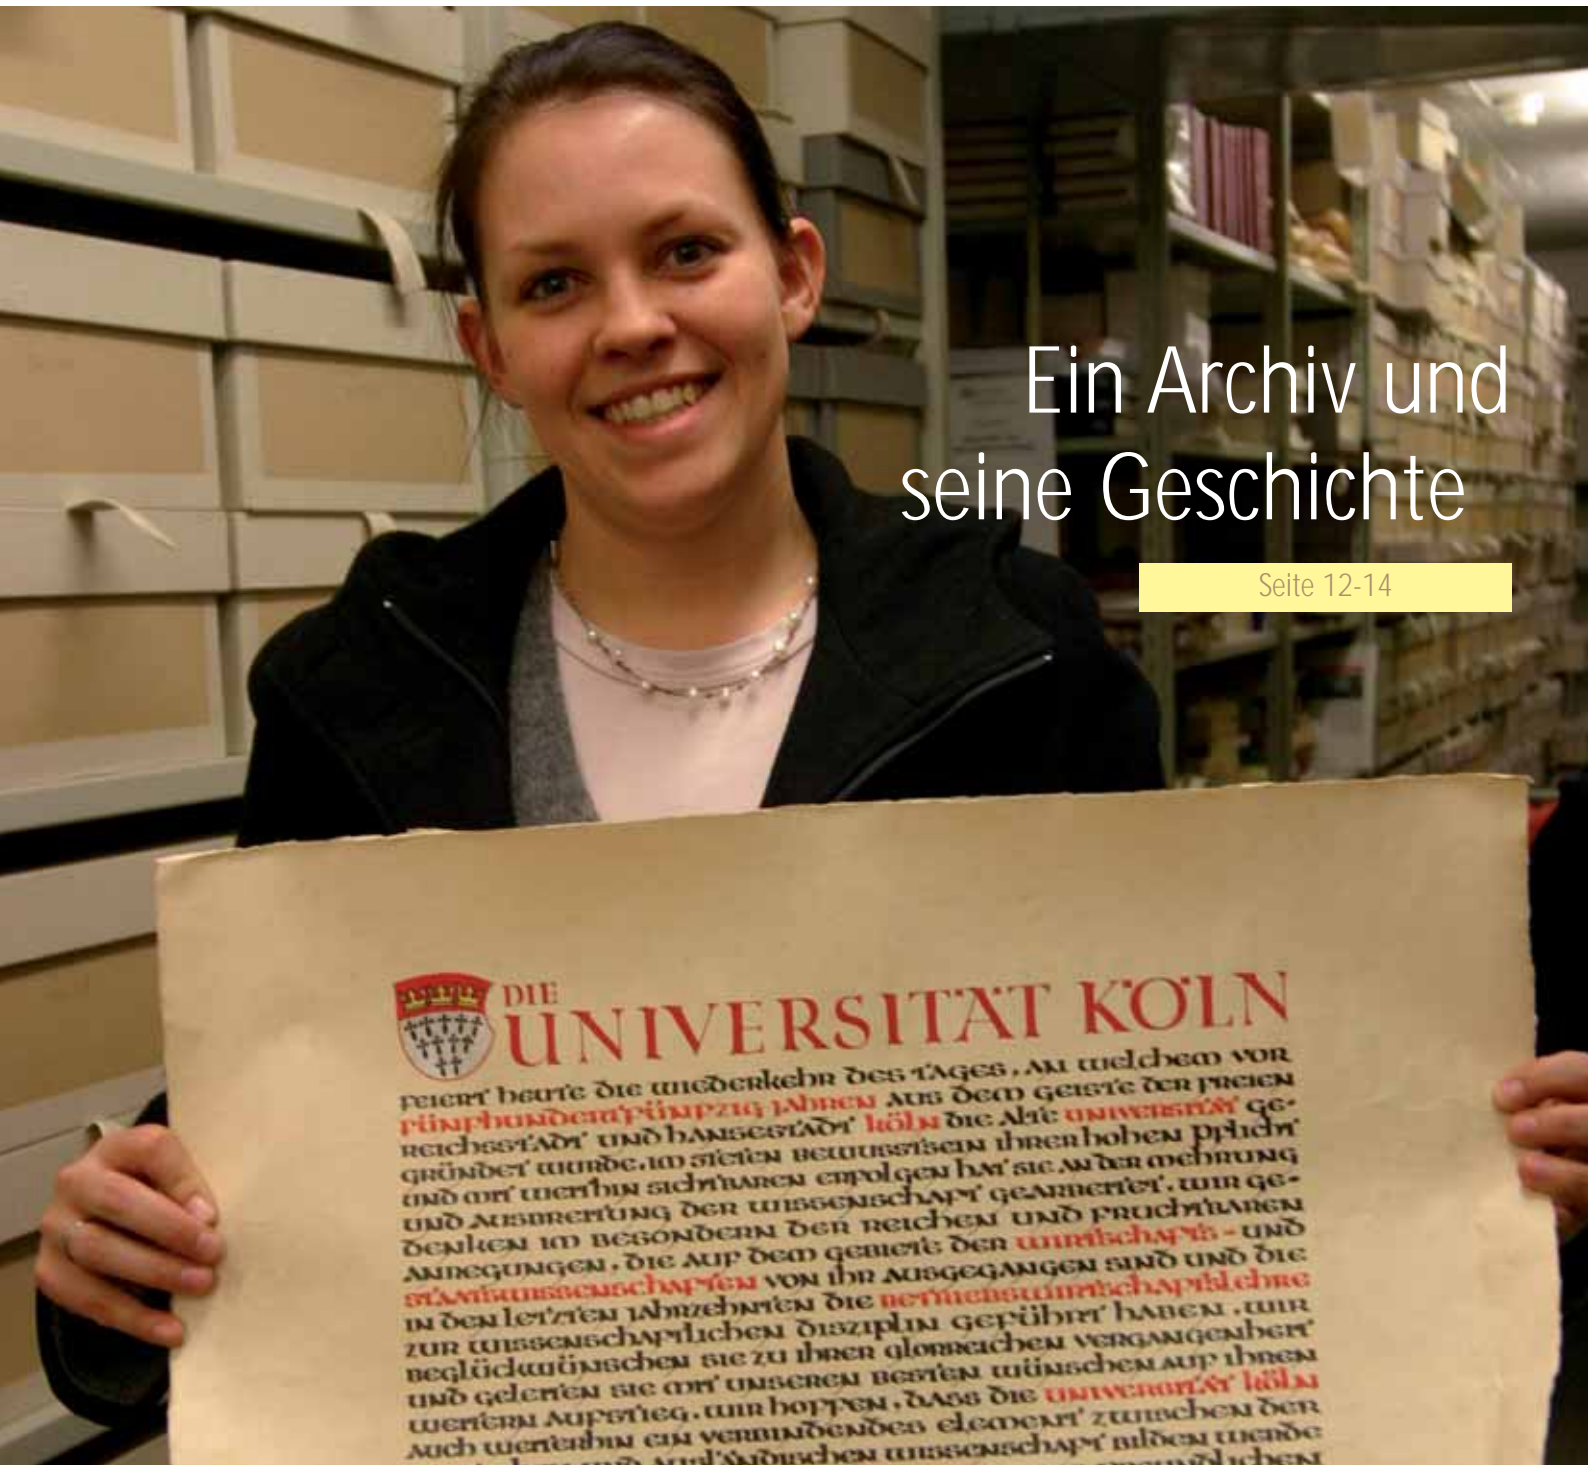 Ein Archiv und
seine Geschichte
Seite 12-14
DIE
UNIVERSITÄT KÖLN
FEIERT HEUTE DIE WIEDERKEHR DES TAGES, AN WELCHEM VOR
FÜNFHUNDERTFÜNFZIG JAHREN AUS DEM GEISTE DER FREIEN
REICHSSTADT UND HANSESTADT KÖLN DIE ALTE UNIVERSITÄT GE-
GRÜNDET WURDE. IM STETEN BEWUSSTSEIN IHRER HOHEN PFLICHT
UND MIT WEITHIN SICHTBAREN ERFOLGEN HAT SIE AN DER MEHRUNG
UND AUSBREITUNG DER WISSENSCHAFT GEARBEITET. WIR GE-
DENKEN IM BESONDERN DER REICHEN UND FRUCHTBAREN
ANREGUNGEN, DIE AUF DEM GEBIETE DER WIRTSCHAFTS- UND
STAATSWISSENSCHAFTEN VON IHR AUSGEGANGEN SIND UND DIE
IN DEN LETZTEN JAHRZEHNTEN DIE BETRIEBSWIRTSCHAFTSLEHRE
ZUR WISSENSCHAFTLICHEN DISZIPLIN GEFÜHRT HABEN. WIR
BEGLÜCKWÜNSCHEN SIE ZU IHRER GLORREICHEN VERGANGENHEIT
UND GELEITEN SIE MIT UNSEREN BESTEN WÜNSCHEN AUF IHREN
WEITERN AUFSTIEG. WIR HOFFEN, DASS DIE UNIVERSITÄT KÖLN
AUCH WEITERHIN EIN VERBINDENDES ELEMENT ZWISCHEN DER
UND AUSLÄNDISCHEN WISSENSCHAFT BILDEN WERDE